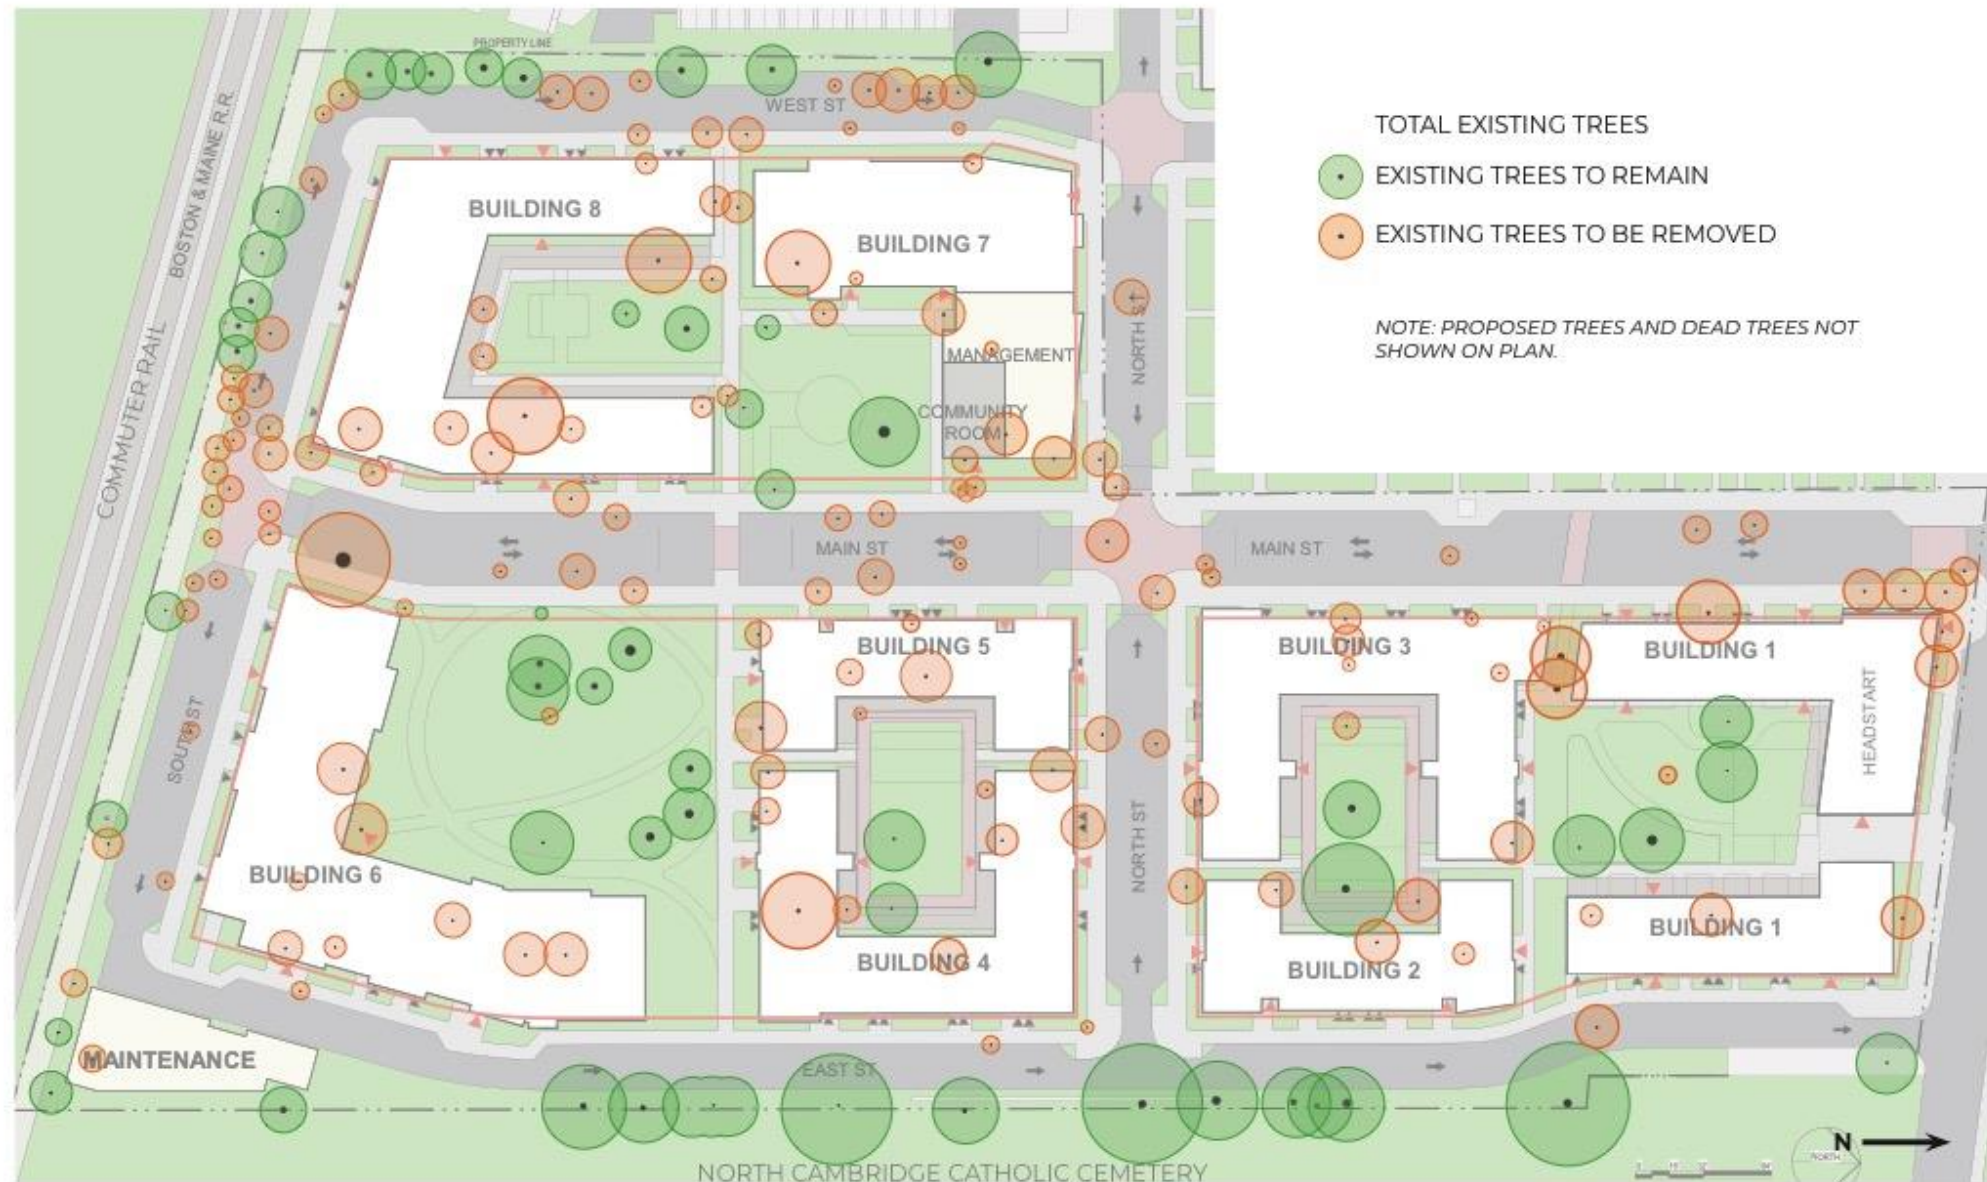 PROPERTY LINE
WEST ST
TOTAL EXISTING TREES
EXISTING TREES TO REMAIN
EXISTING TREES TO BE REMOVED
NOTE: PROPOSED TREES AND DEAD TREES NOT
SHOWN ON PLAN.
BOSTON & MAINE R.R.
COMMUTER RAIL
BUILDING 8
BUILDING 7
NORTH ST
MANAGEMENT
COMMUNITY
ROOM
MAIN ST
MAIN ST
BUILDING 5
BUILDING 3
BUILDING 1
HEADSTART
SOUTH ST
NORTH ST
BUILDING 6
BUILDING 4
BUILDING 2
BUILDING 1
MAINTENANCE
EAST ST
NORTH CAMBRIDGE CATHOLIC CEMETERY
N
NORTH